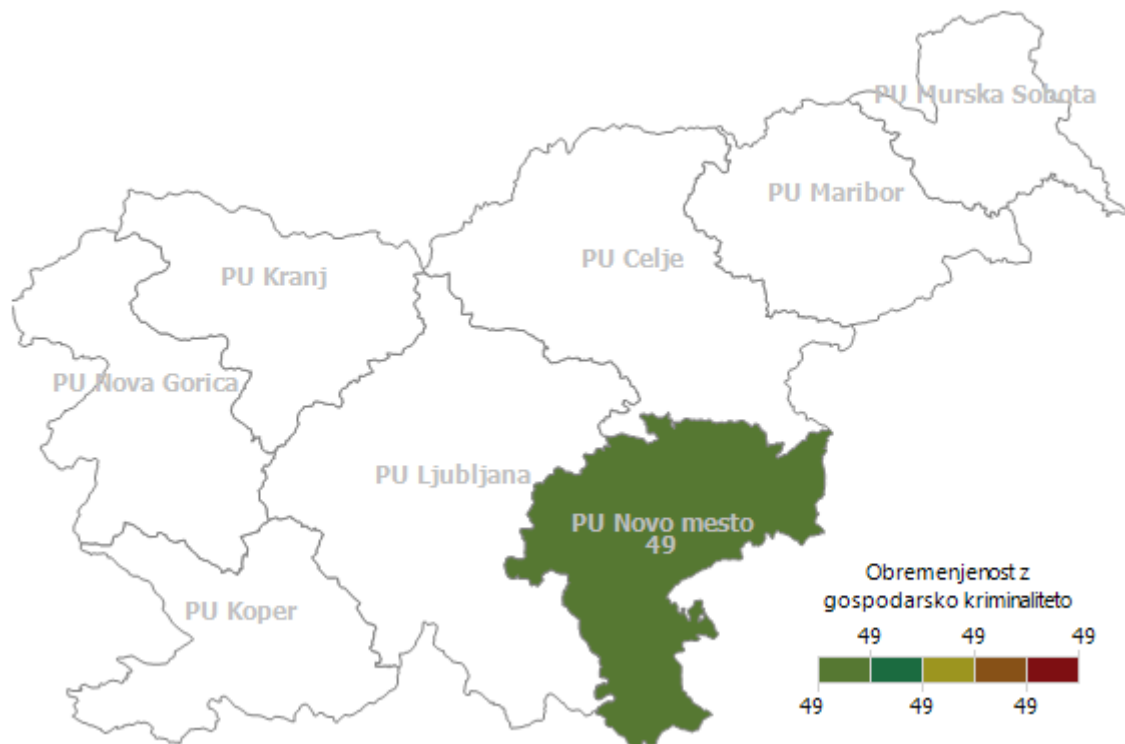 PU Murska Sobota
PU Maribor
PU Celje
PU Kranj
PU Nova Gorica
PU Ljubljana
PU Novo mesto
49
PU Koper
Obremenjenost z
gospodarsko kriminaliteto
49 49 49
49 49 49